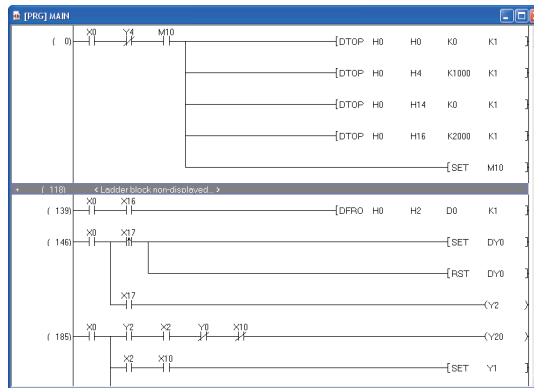 [PRG] MAIN
X0 Y4 M10
( 0) [DTOP H0 H0 K0 K1 ]
[DTOP H0 H4 K1000 K1 ]
[DTOP H0 H14 K0 K1 ]
[DTOP H0 H16 K2000 K1 ]
[SET M10 ]
+ ( 118) < Ladder block non-displayed... >
X0 X16
( 139) [DFRO H0 H2 D0 K1 ]
X0 X17
( 146) [SET DY0 ]
[RST DY0 ]
X17
(Y2 )
X0 Y2 X2 Y0 X10
( 185) (Y20 )
X2 X10
[SET Y1 ]